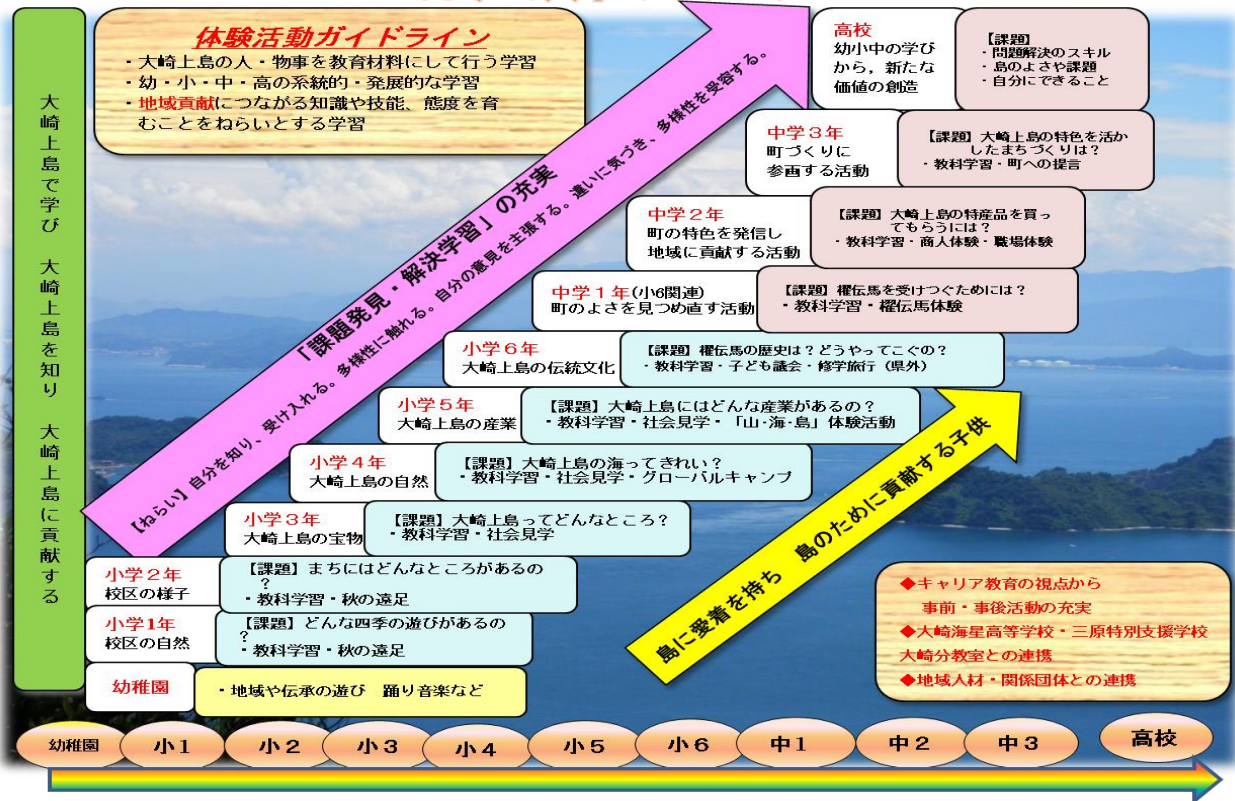 大崎上島で学び　大崎上島を知り　大崎上島に貢献する
体験活動ガイドライン
・大崎上島の人・物事を教育材料にして行う学習
・幼・小・中・高の系統的・発展的な学習
・地域貢献につながる知識や技能、態度を育
むことをねらいとする学習
「課題発見・解決学習」の充実
【ねらい】自分を知り、受け入れる。多様性に触れる。自分の意見を主張する。違いに気づき、多様性を受容する。
高校
幼小中の学び
から，新たな
価値の創造
【課題】
・問題解決のスキル
・島のよさや課題
・自分にできること
中学３年
町づくりに
参画する活動
【課題】大崎上島の特色を活か
したまちづくりは？
・教科学習・町への提言
中学２年
町の特色を発信し
地域に貢献する活動
【課題】大崎上島の特産品を買っ
てもらうには？
・教科学習・商人体験・職場体験
中学１年(小6関連)
町のよさを見つめ直す活動
【課題】櫂伝馬を受けつぐためには？
・教科学習・櫂伝馬体験
小学６年
大崎上島の伝統文化
【課題】櫂伝馬の歴史は？どうやってこぐの？
・教科学習・子ども議会・修学旅行（県外）
小学５年
大崎上島の産業
【課題】大崎上島にはどんな産業があるの？
・教科学習・社会見学・「山・海・島」体験活動
小学４年
大崎上島の自然
【課題】大崎上島の海ってきれい？
・教科学習・社会見学・グローバルキャンプ
小学３年
大崎上島の宝物
【課題】大崎上島ってどんなところ？
・教科学習・社会見学
小学２年
校区の様子
【課題】まちにはどんなところがあるの
？
・教科学習・秋の遠足
小学1年
校区の自然
【課題】どんな四季の遊びがあるの
？
・教科学習・秋の遠足
幼稚園
・地域や伝承の遊び　踊り音楽など
島に愛着を持ち　島のために貢献する子供
◆キャリア教育の視点から
事前・事後活動の充実
◆大崎海星高等学校・三原特別支援学校
大崎分教室との連携
◆地域人材・関係団体との連携
幼稚園
小１
小２
小３
小４
小５
小６
中１
中２
中３
高校